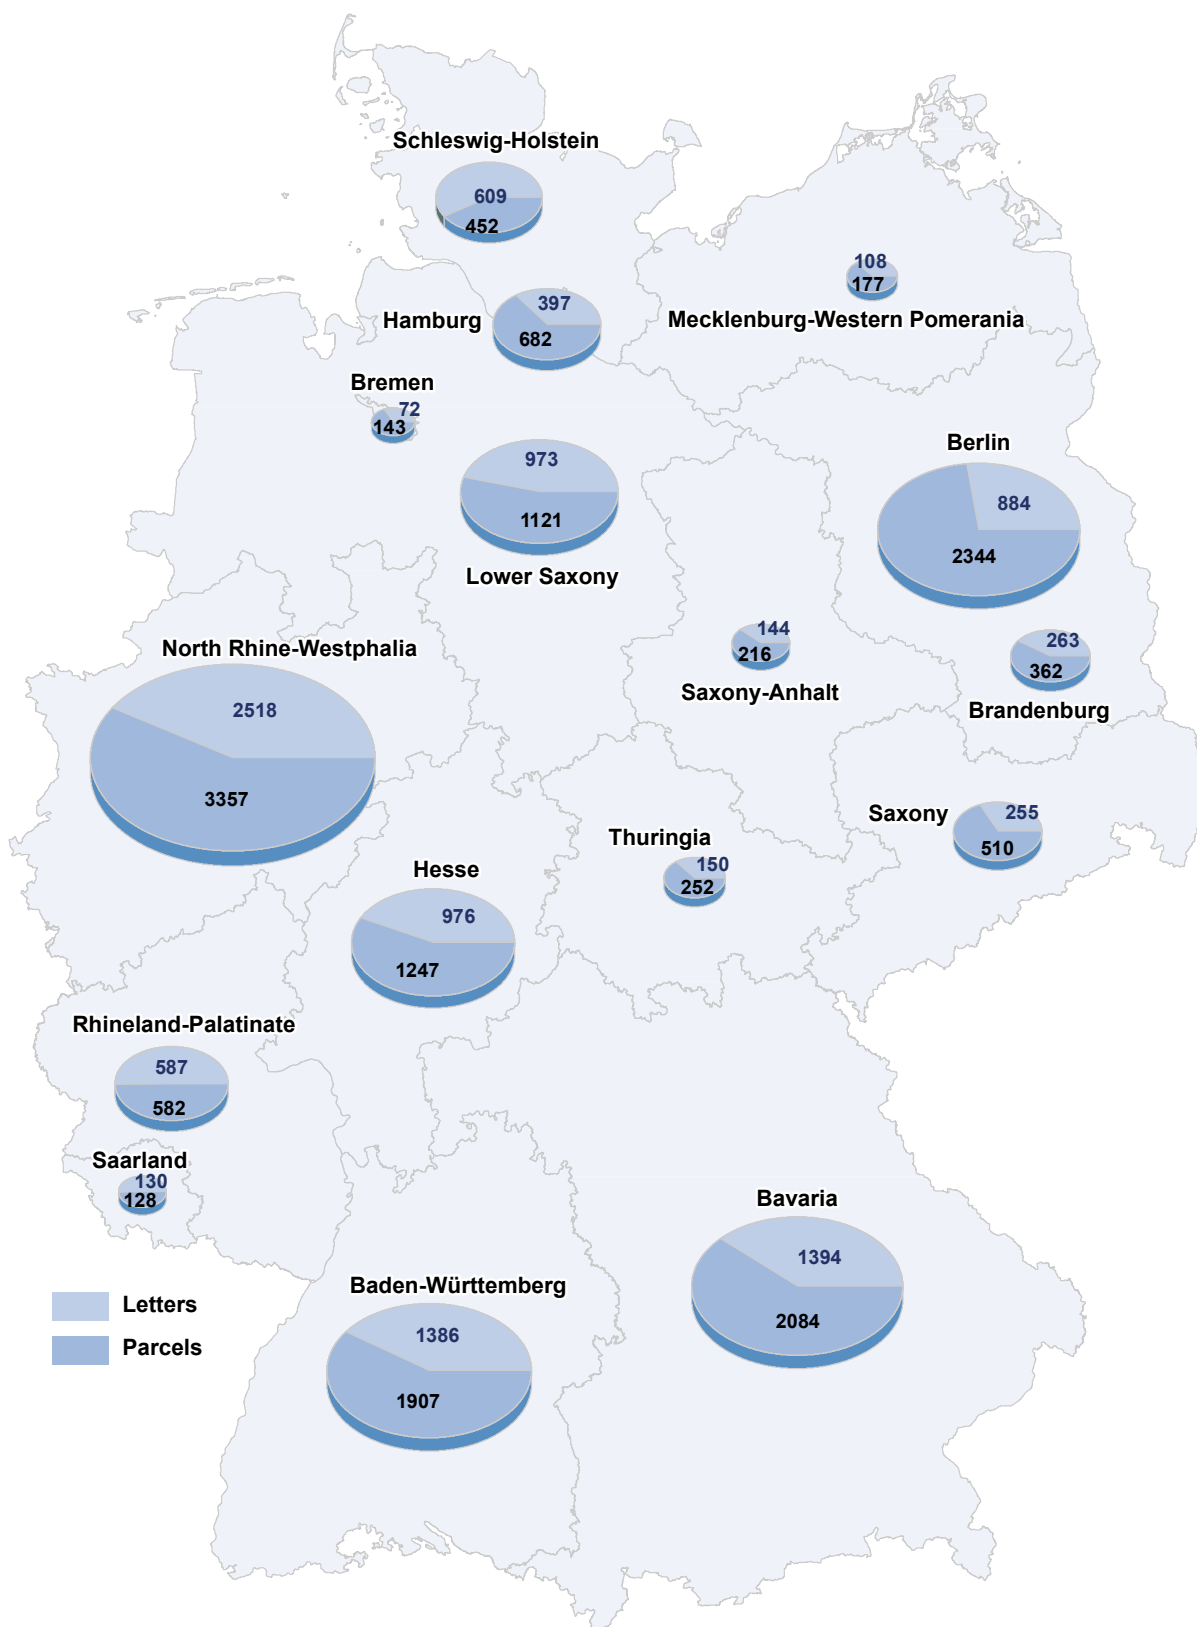 Schleswig-Holstein
609
452
108
177
Mecklenburg-Western Pomerania
Hamburg
397
682
Bremen
72
143
973
1121
Lower Saxony
Berlin
884
2344
North Rhine-Westphalia
2518
3357
144
216
Saxony-Anhalt
263
362
Brandenburg
Saxony
255
510
Thuringia
150
252
Hesse
976
1247
Rhineland-Palatinate
587
582
Saarland
130
128
Bavaria
1394
2084
Baden-Württemberg
1386
1907
Letters
Parcels